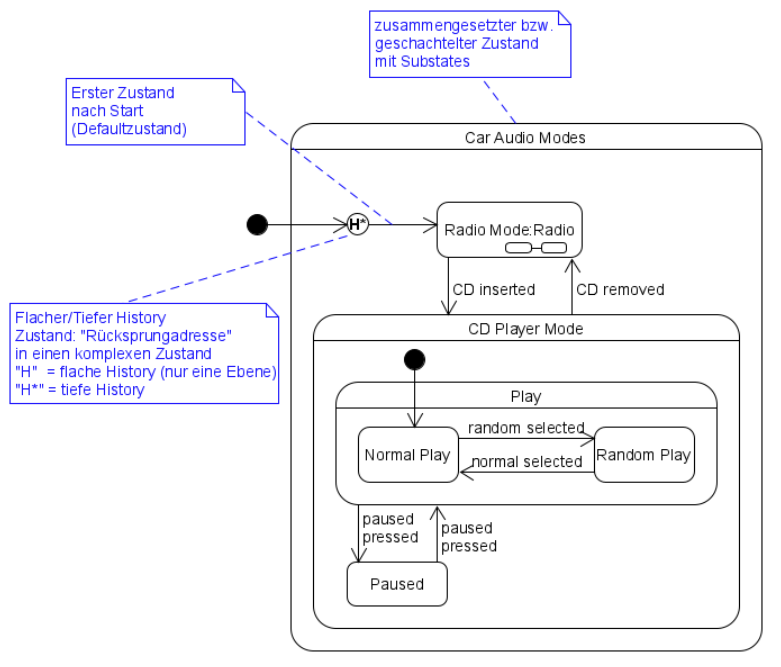 zusammengesetzter bzw.
geschachtelter Zustand
mit Substates
Erster Zustand
nach Start
(Defaultzustand)
Car Audio Modes
H*
Radio Mode:Radio
CD inserted
CD removed
Flacher/Tiefer History
Zustand: "Rücksprungadresse"
in einen komplexen Zustand
"H"  = flache History (nur eine Ebene)
"H*" = tiefe History
CD Player Mode
Play
random selected
Normal Play
Random Play
normal selected
paused
pressed
paused
pressed
Paused